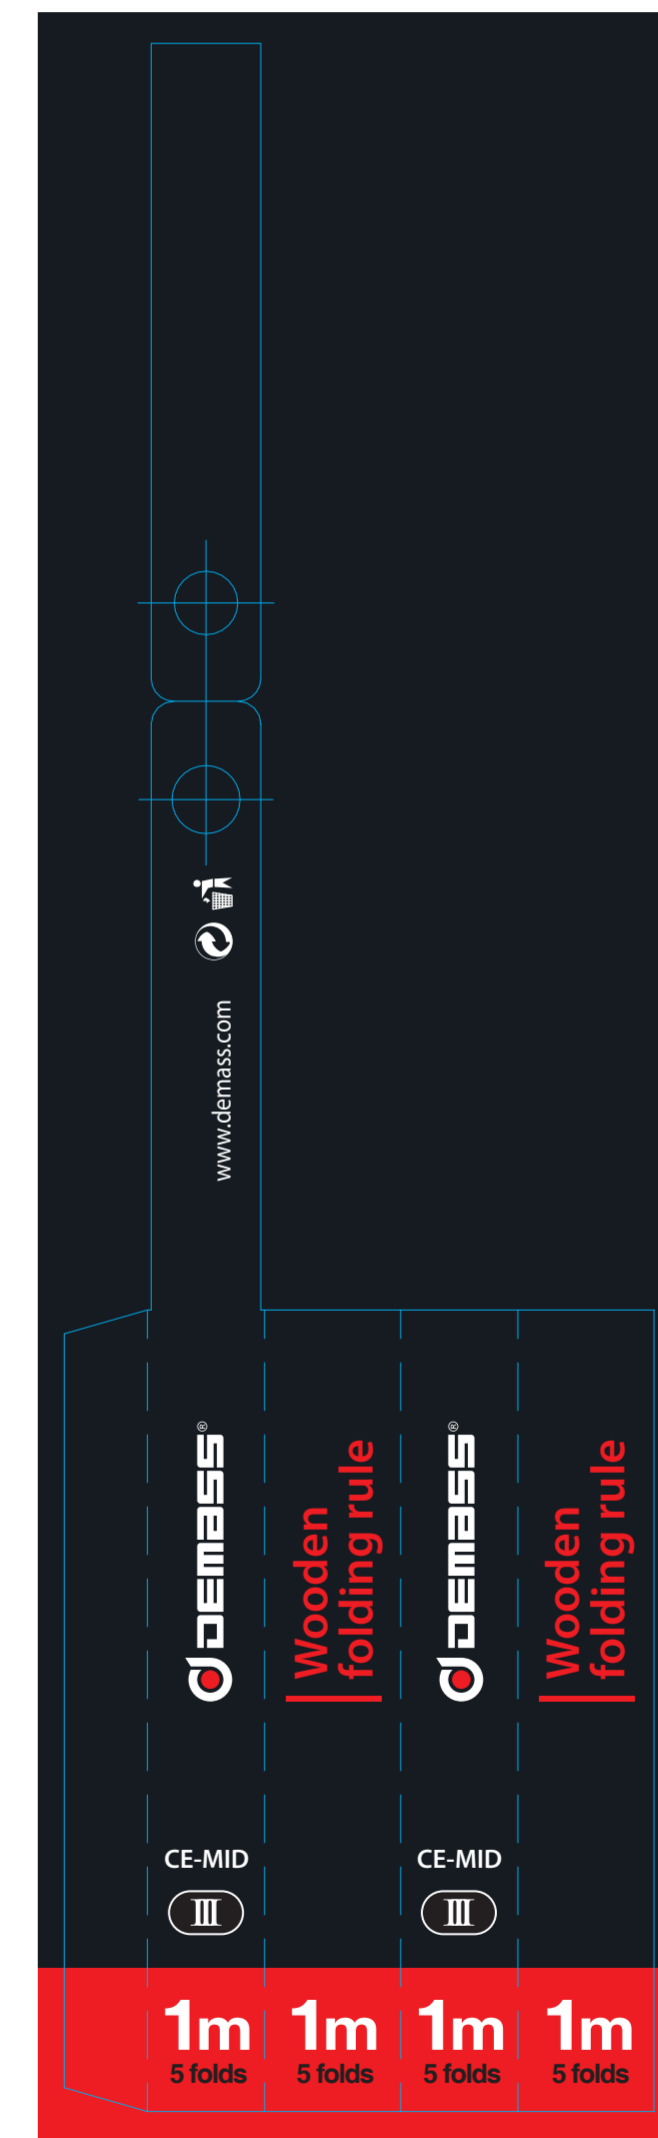 www.demass.com
DEMASS®
Wooden
folding rule
DEMASS®
Wooden
folding rule
CE-MID
III
CE-MID
III
1m
5 folds
1m
5 folds
1m
5 folds
1m
5 folds